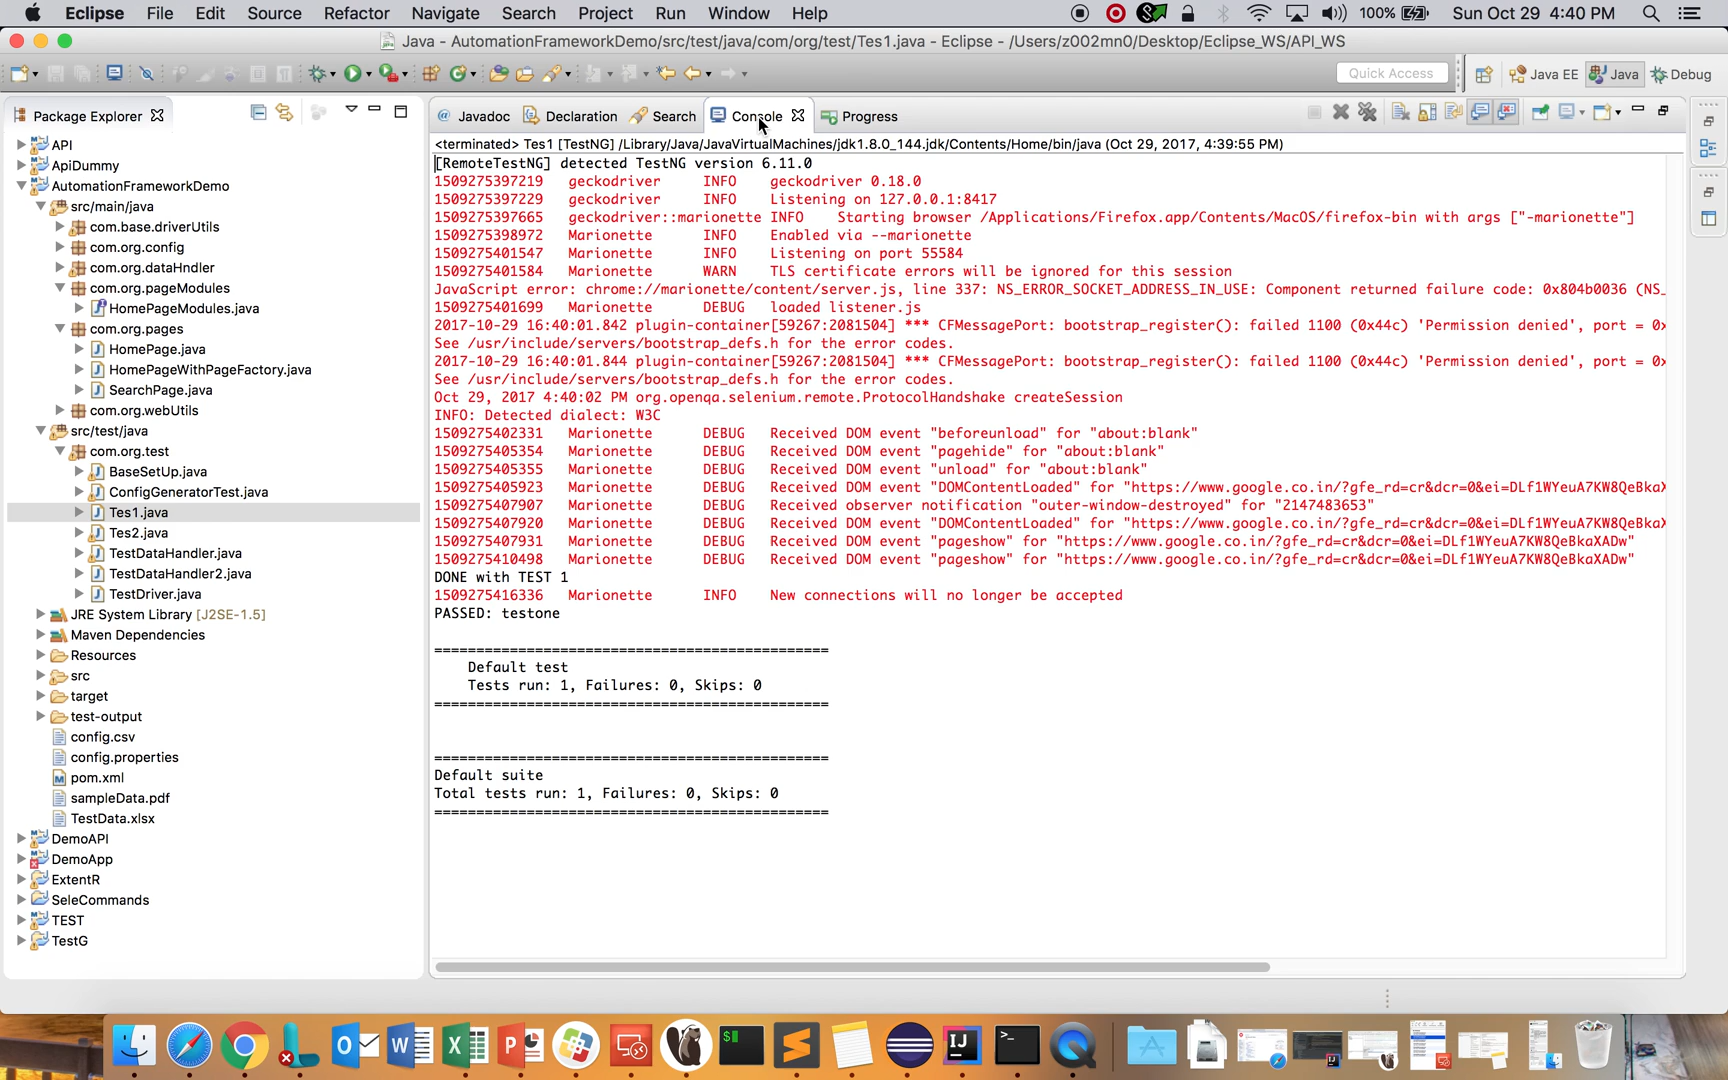 Eclipse File Edit Source Refactor Navigate Search Project Run Window Help 100% Sun Oct 29 4:40 PM
Java - AutomationFrameworkDemo/src/test/java/com/org/test/Tes1.java - Eclipse - /Users/z002mn0/Desktop/Eclipse_WS/API_WS
Quick Access Java EE Java Debug
Package Explorer
API
ApiDummy
AutomationFrameworkDemo
src/main/java
com.base.driverUtils
com.org.config
com.org.dataHndler
com.org.pageModules
HomePageModules.java
com.org.pages
HomePage.java
HomePageWithPageFactory.java
SearchPage.java
com.org.webUtils
src/test/java
com.org.test
BaseSetUp.java
ConfigGeneratorTest.java
Tes1.java
Tes2.java
TestDataHandler.java
TestDataHandler2.java
TestDriver.java
JRE System Library [J2SE-1.5]
Maven Dependencies
Resources
src
target
test-output
config.csv
config.properties
pom.xml
sampleData.pdf
TestData.xlsx
DemoAPI
DemoApp
ExtentR
SeleCommands
TEST
TestG
@ Javadoc Declaration Search Console Progress
<terminated> Tes1 [TestNG] /Library/Java/JavaVirtualMachines/jdk1.8.0_144.jdk/Contents/Home/bin/java (Oct 29, 2017, 4:39:55 PM)
[RemoteTestNG] detected TestNG version 6.11.0
1509275397219 geckodriver INFO geckodriver 0.18.0
1509275397229 geckodriver INFO Listening on 127.0.0.1:8417
1509275397665 geckodriver::marionette INFO Starting browser /Applications/Firefox.app/Contents/MacOS/firefox-bin with args ["-marionette"]
1509275398972 Marionette INFO Enabled via --marionette
1509275401547 Marionette INFO Listening on port 55584
1509275401584 Marionette WARN TLS certificate errors will be ignored for this session
JavaScript error: chrome://marionette/content/server.js, line 337: NS_ERROR_SOCKET_ADDRESS_IN_USE: Component returned failure code: 0x804b0036 (NS_
1509275401699 Marionette DEBUG loaded listener.js
2017-10-29 16:40:01.842 plugin-container[59267:2081504] *** CFMessagePort: bootstrap_register(): failed 1100 (0x44c) 'Permission denied', port = 0x
See /usr/include/servers/bootstrap_defs.h for the error codes.
2017-10-29 16:40:01.844 plugin-container[59267:2081504] *** CFMessagePort: bootstrap_register(): failed 1100 (0x44c) 'Permission denied', port = 0x
See /usr/include/servers/bootstrap_defs.h for the error codes.
Oct 29, 2017 4:40:02 PM org.openqa.selenium.remote.ProtocolHandshake createSession
INFO: Detected dialect: W3C
1509275402331 Marionette DEBUG Received DOM event "beforeunload" for "about:blank"
1509275405354 Marionette DEBUG Received DOM event "pagehide" for "about:blank"
1509275405355 Marionette DEBUG Received DOM event "unload" for "about:blank"
1509275405923 Marionette DEBUG Received DOM event "DOMContentLoaded" for "https://www.google.co.in/?gfe_rd=cr&dcr=0&ei=DLf1WYeuA7KW8QeBkaX
1509275407907 Marionette DEBUG Received observer notification "outer-window-destroyed" for "2147483653"
1509275407920 Marionette DEBUG Received DOM event "DOMContentLoaded" for "https://www.google.co.in/?gfe_rd=cr&dcr=0&ei=DLf1WYeuA7KW8QeBkaX
1509275407931 Marionette DEBUG Received DOM event "pageshow" for "https://www.google.co.in/?gfe_rd=cr&dcr=0&ei=DLf1WYeuA7KW8QeBkaXADw"
1509275410498 Marionette DEBUG Received DOM event "pageshow" for "https://www.google.co.in/?gfe_rd=cr&dcr=0&ei=DLf1WYeuA7KW8QeBkaXADw"
DONE with TEST 1
1509275416336 Marionette INFO New connections will no longer be accepted
PASSED: testone
===============================================
Default test
Tests run: 1, Failures: 0, Skips: 0
===============================================
===============================================
Default suite
Total tests run: 1, Failures: 0, Skips: 0
===============================================